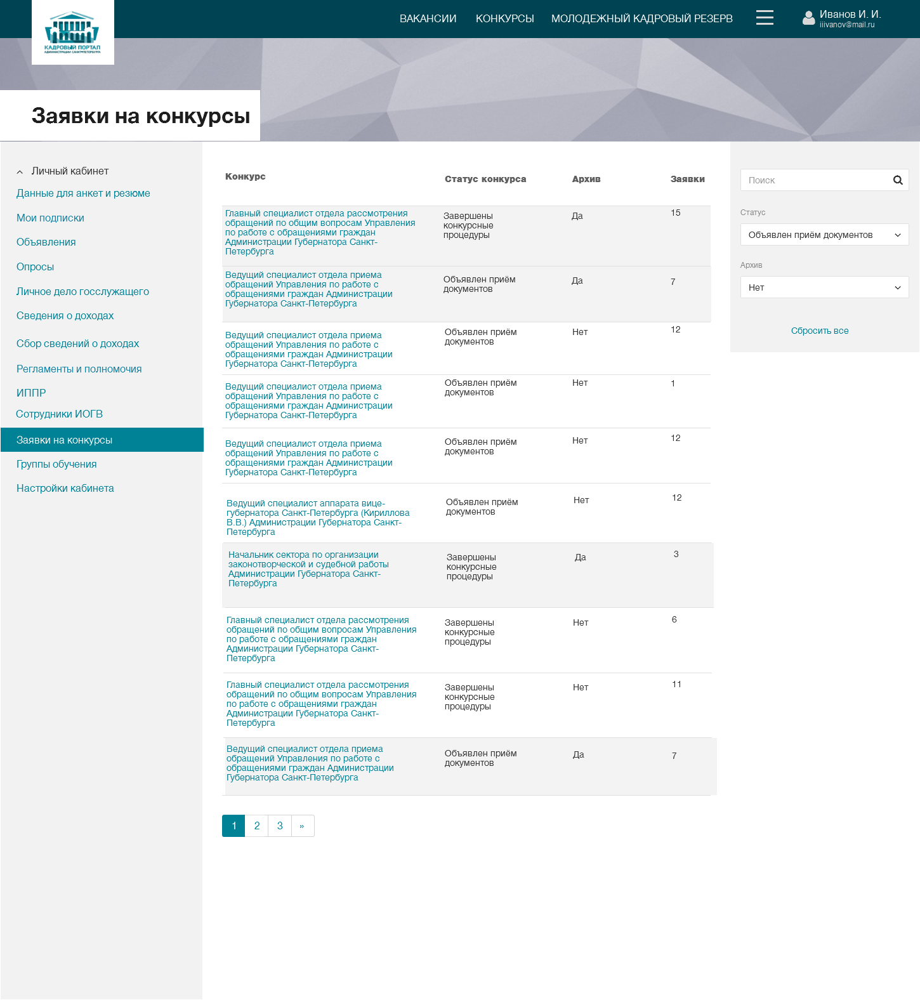 КАДРОВЫЙ ПОРТАЛ
АДМИНИСТРАЦИИ САНКТ-ПЕТЕРБУРГА
ВАКАНСИИ
КОНКУРСЫ
МОЛОДЕЖНЫЙ КАДРОВЫЙ РЕЗЕРВ
Иванов И. И.
iiivanov@mail.ru
Заявки на конкурсы
Личный кабинет
Данные для анкет и резюме
Мои подписки
Объявления
Опросы
Личное дело госслужащего
Сведения о доходах
Сбор сведений о доходах
Регламенты и полномочия
ИППР
Сотрудники ИОГВ
Заявки на конкурсы
Группы обучения
Настройки кабинета
Конкурс
Статус конкурса
Архив
Заявки
Главный специалист отдела рассмотрения
обращений по общим вопросам Управления
по работе с обращениями граждан
Администрации Губернатора Санкт-
Петербурга
Завершены
конкурсные
процедуры
Да
15
Ведущий специалист отдела приема
обращений Управления по работе с
обращениями граждан Администрации
Губернатора Санкт-Петербурга
Объявлен приём
документов
Да
7
Ведущий специалист отдела приема
обращений Управления по работе с
обращениями граждан Администрации
Губернатора Санкт-Петербурга
Объявлен приём
документов
Нет
12
Ведущий специалист отдела приема
обращений Управления по работе с
обращениями граждан Администрации
Губернатора Санкт-Петербурга
Объявлен приём
документов
Нет
1
Ведущий специалист отдела приема
обращений Управления по работе с
обращениями граждан Администрации
Губернатора Санкт-Петербурга
Объявлен приём
документов
Нет
12
Ведущий специалист аппарата вице-
губернатора Санкт-Петербурга (Кириллова
В.В.) Администрации Губернатора Санкт-
Петербурга
Объявлен приём
документов
Нет
12
Начальник сектора по организации
законотворческой и судебной работы
Администрации Губернатора Санкт-
Петербурга
Завершены
конкурсные
процедуры
Да
3
Главный специалист отдела рассмотрения
обращений по общим вопросам Управления
по работе с обращениями граждан
Администрации Губернатора Санкт-
Петербурга
Завершены
конкурсные
процедуры
Нет
6
Главный специалист отдела рассмотрения
обращений по общим вопросам Управления
по работе с обращениями граждан
Администрации Губернатора Санкт-
Петербурга
Завершены
конкурсные
процедуры
Нет
11
Ведущий специалист отдела приема
обращений Управления по работе с
обращениями граждан Администрации
Губернатора Санкт-Петербурга
Объявлен приём
документов
Да
7
1 2 3 »
Поиск
Статус
Объявлен приём документов
Архив
Нет
Сбросить все